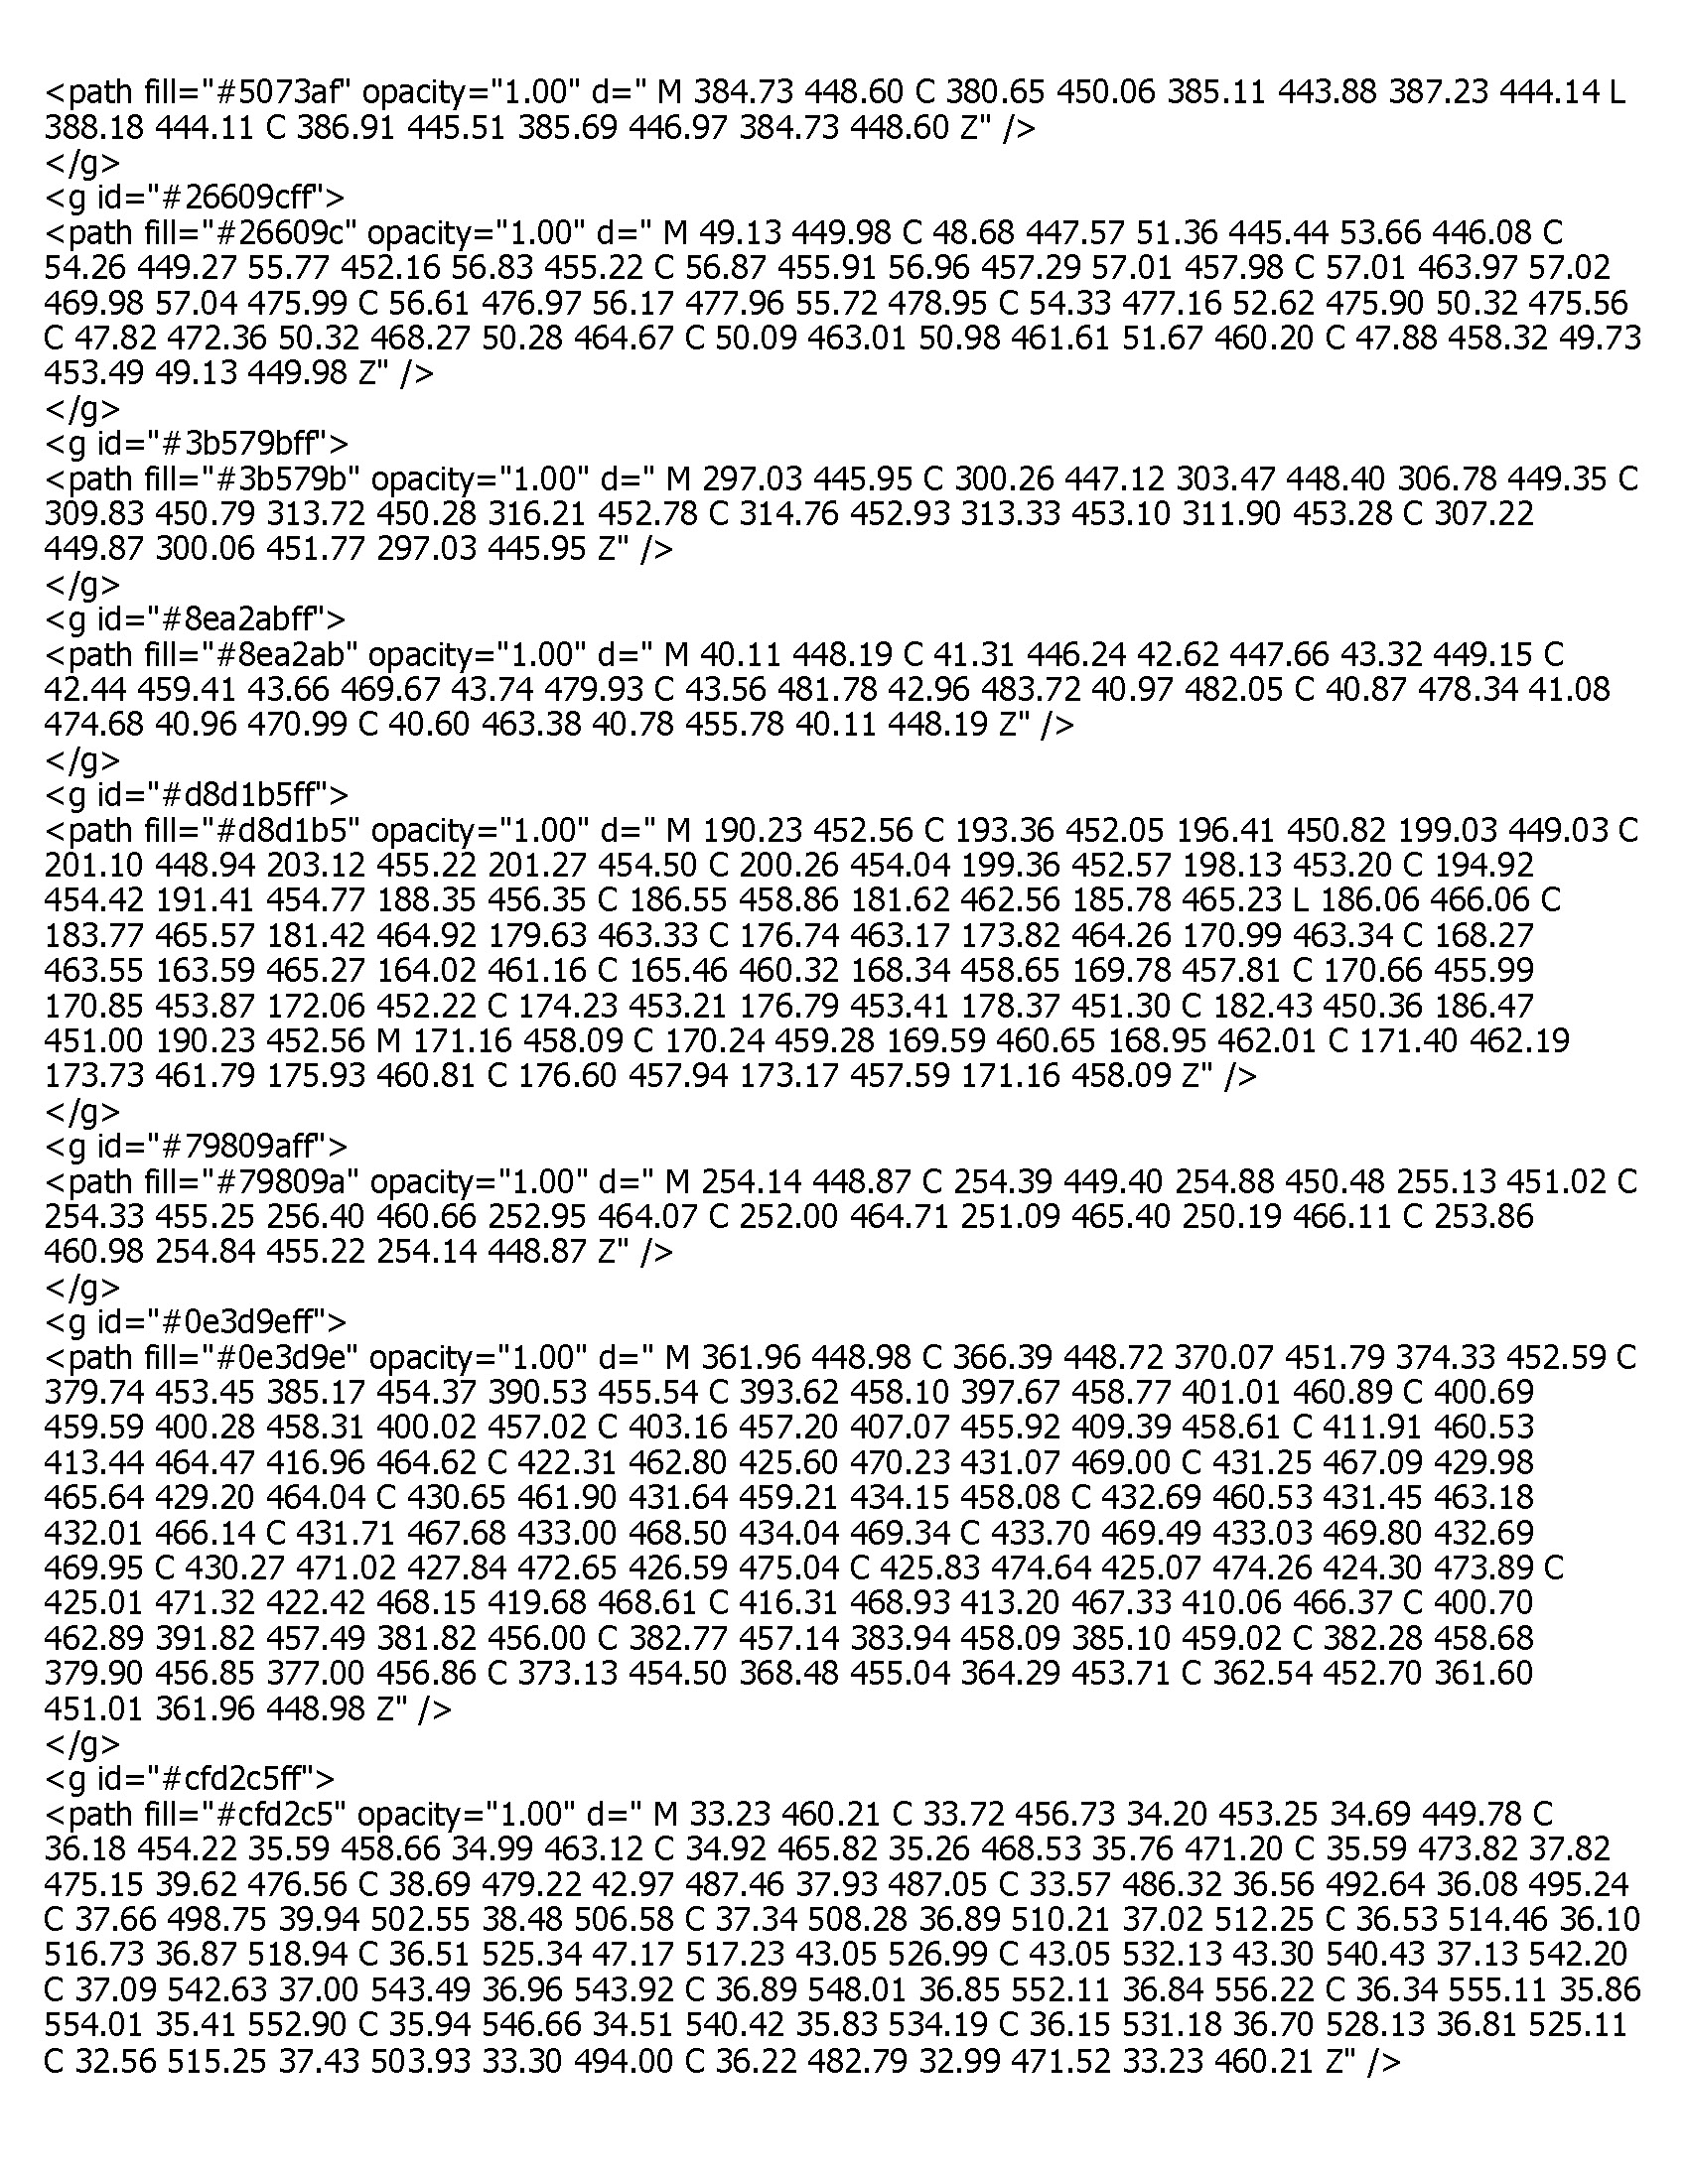 <path fill="#5073af" opacity="1.00" d=" M 384.73 448.60 C 380.65 450.06 385.11 443.88 387.23 444.14 L
388.18 444.11 C 386.91 445.51 385.69 446.97 384.73 448.60 Z" />
</g>
<g id="#26609cff">
<path fill="#26609c" opacity="1.00" d=" M 49.13 449.98 C 48.68 447.57 51.36 445.44 53.66 446.08 C
54.26 449.27 55.77 452.16 56.83 455.22 C 56.87 455.91 56.96 457.29 57.01 457.98 C 57.01 463.97 57.02
469.98 57.04 475.99 C 56.61 476.97 56.17 477.96 55.72 478.95 C 54.33 477.16 52.62 475.90 50.32 475.56
C 47.82 472.36 50.32 468.27 50.28 464.67 C 50.09 463.01 50.98 461.61 51.67 460.20 C 47.88 458.32 49.73
453.49 49.13 449.98 Z" />
</g>
<g id="#3b579bff">
<path fill="#3b579b" opacity="1.00" d=" M 297.03 445.95 C 300.26 447.12 303.47 448.40 306.78 449.35 C
309.83 450.79 313.72 450.28 316.21 452.78 C 314.76 452.93 313.33 453.10 311.90 453.28 C 307.22
449.87 300.06 451.77 297.03 445.95 Z" />
</g>
<g id="#8ea2abff">
<path fill="#8ea2ab" opacity="1.00" d=" M 40.11 448.19 C 41.31 446.24 42.62 447.66 43.32 449.15 C
42.44 459.41 43.66 469.67 43.74 479.93 C 43.56 481.78 42.96 483.72 40.97 482.05 C 40.87 478.34 41.08
474.68 40.96 470.99 C 40.60 463.38 40.78 455.78 40.11 448.19 Z" />
</g>
<g id="#d8d1b5ff">
<path fill="#d8d1b5" opacity="1.00" d=" M 190.23 452.56 C 193.36 452.05 196.41 450.82 199.03 449.03 C
201.10 448.94 203.12 455.22 201.27 454.50 C 200.26 454.04 199.36 452.57 198.13 453.20 C 194.92
454.42 191.41 454.77 188.35 456.35 C 186.55 458.86 181.62 462.56 185.78 465.23 L 186.06 466.06 C
183.77 465.57 181.42 464.92 179.63 463.33 C 176.74 463.17 173.82 464.26 170.99 463.34 C 168.27
463.55 163.59 465.27 164.02 461.16 C 165.46 460.32 168.34 458.65 169.78 457.81 C 170.66 455.99
170.85 453.87 172.06 452.22 C 174.23 453.21 176.79 453.41 178.37 451.30 C 182.43 450.36 186.47
451.00 190.23 452.56 M 171.16 458.09 C 170.24 459.28 169.59 460.65 168.95 462.01 C 171.40 462.19
173.73 461.79 175.93 460.81 C 176.60 457.94 173.17 457.59 171.16 458.09 Z" />
</g>
<g id="#79809aff">
<path fill="#79809a" opacity="1.00" d=" M 254.14 448.87 C 254.39 449.40 254.88 450.48 255.13 451.02 C
254.33 455.25 256.40 460.66 252.95 464.07 C 252.00 464.71 251.09 465.40 250.19 466.11 C 253.86
460.98 254.84 455.22 254.14 448.87 Z" />
</g>
<g id="#0e3d9eff">
<path fill="#0e3d9e" opacity="1.00" d=" M 361.96 448.98 C 366.39 448.72 370.07 451.79 374.33 452.59 C
379.74 453.45 385.17 454.37 390.53 455.54 C 393.62 458.10 397.67 458.77 401.01 460.89 C 400.69
459.59 400.28 458.31 400.02 457.02 C 403.16 457.20 407.07 455.92 409.39 458.61 C 411.91 460.53
413.44 464.47 416.96 464.62 C 422.31 462.80 425.60 470.23 431.07 469.00 C 431.25 467.09 429.98
465.64 429.20 464.04 C 430.65 461.90 431.64 459.21 434.15 458.08 C 432.69 460.53 431.45 463.18
432.01 466.14 C 431.71 467.68 433.00 468.50 434.04 469.34 C 433.70 469.49 433.03 469.80 432.69
469.95 C 430.27 471.02 427.84 472.65 426.59 475.04 C 425.83 474.64 425.07 474.26 424.30 473.89 C
425.01 471.32 422.42 468.15 419.68 468.61 C 416.31 468.93 413.20 467.33 410.06 466.37 C 400.70
462.89 391.82 457.49 381.82 456.00 C 382.77 457.14 383.94 458.09 385.10 459.02 C 382.28 458.68
379.90 456.85 377.00 456.86 C 373.13 454.50 368.48 455.04 364.29 453.71 C 362.54 452.70 361.60
451.01 361.96 448.98 Z" />
</g>
<g id="#cfd2c5ff">
<path fill="#cfd2c5" opacity="1.00" d=" M 33.23 460.21 C 33.72 456.73 34.20 453.25 34.69 449.78 C
36.18 454.22 35.59 458.66 34.99 463.12 C 34.92 465.82 35.26 468.53 35.76 471.20 C 35.59 473.82 37.82
475.15 39.62 476.56 C 38.69 479.22 42.97 487.46 37.93 487.05 C 33.57 486.32 36.56 492.64 36.08 495.24
C 37.66 498.75 39.94 502.55 38.48 506.58 C 37.34 508.28 36.89 510.21 37.02 512.25 C 36.53 514.46 36.10
516.73 36.87 518.94 C 36.51 525.34 47.17 517.23 43.05 526.99 C 43.05 532.13 43.30 540.43 37.13 542.20
C 37.09 542.63 37.00 543.49 36.96 543.92 C 36.89 548.01 36.85 552.11 36.84 556.22 C 36.34 555.11 35.86
554.01 35.41 552.90 C 35.94 546.66 34.51 540.42 35.83 534.19 C 36.15 531.18 36.70 528.13 36.81 525.11
C 32.56 515.25 37.43 503.93 33.30 494.00 C 36.22 482.79 32.99 471.52 33.23 460.21 Z" />